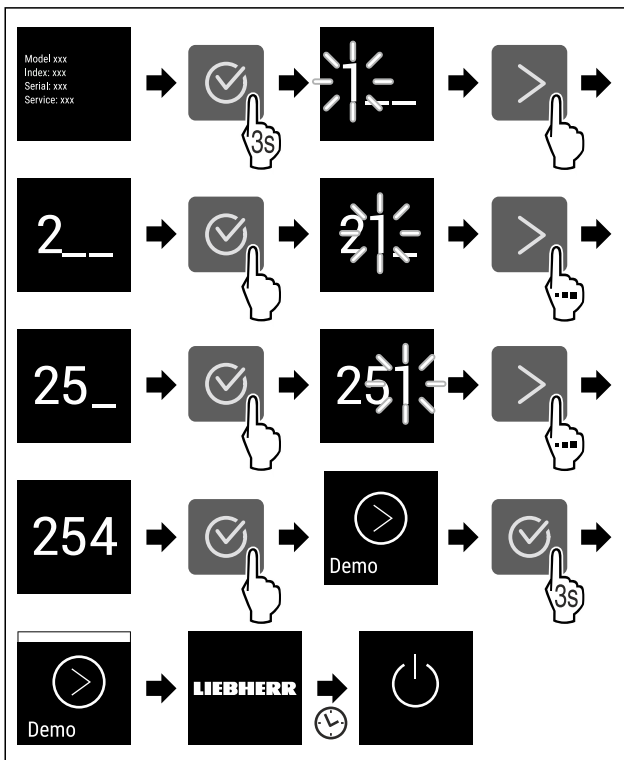 Model xxx
Index: xxx
Serial: xxx
Service: xxx
3s
1__
2__
21_
25_
251
254
Demo
3s
Demo
LIEBHERR